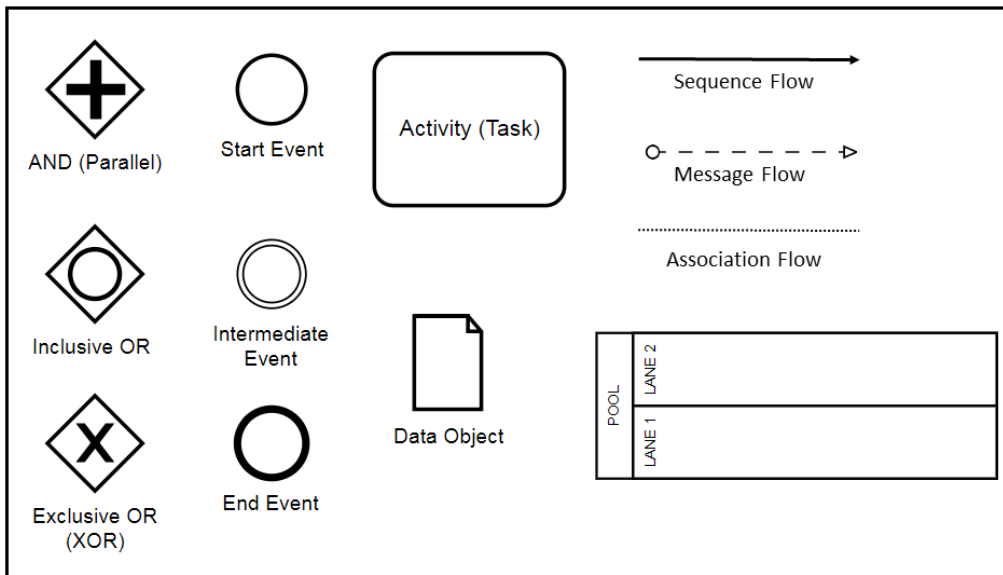 AND (Parallel)
Start Event
Activity (Task)
Sequence Flow
Message Flow
Association Flow
Inclusive OR
Intermediate
Event
Data Object
POOL
LANE 2
LANE 1
X
Exclusive OR
(XOR)
End Event